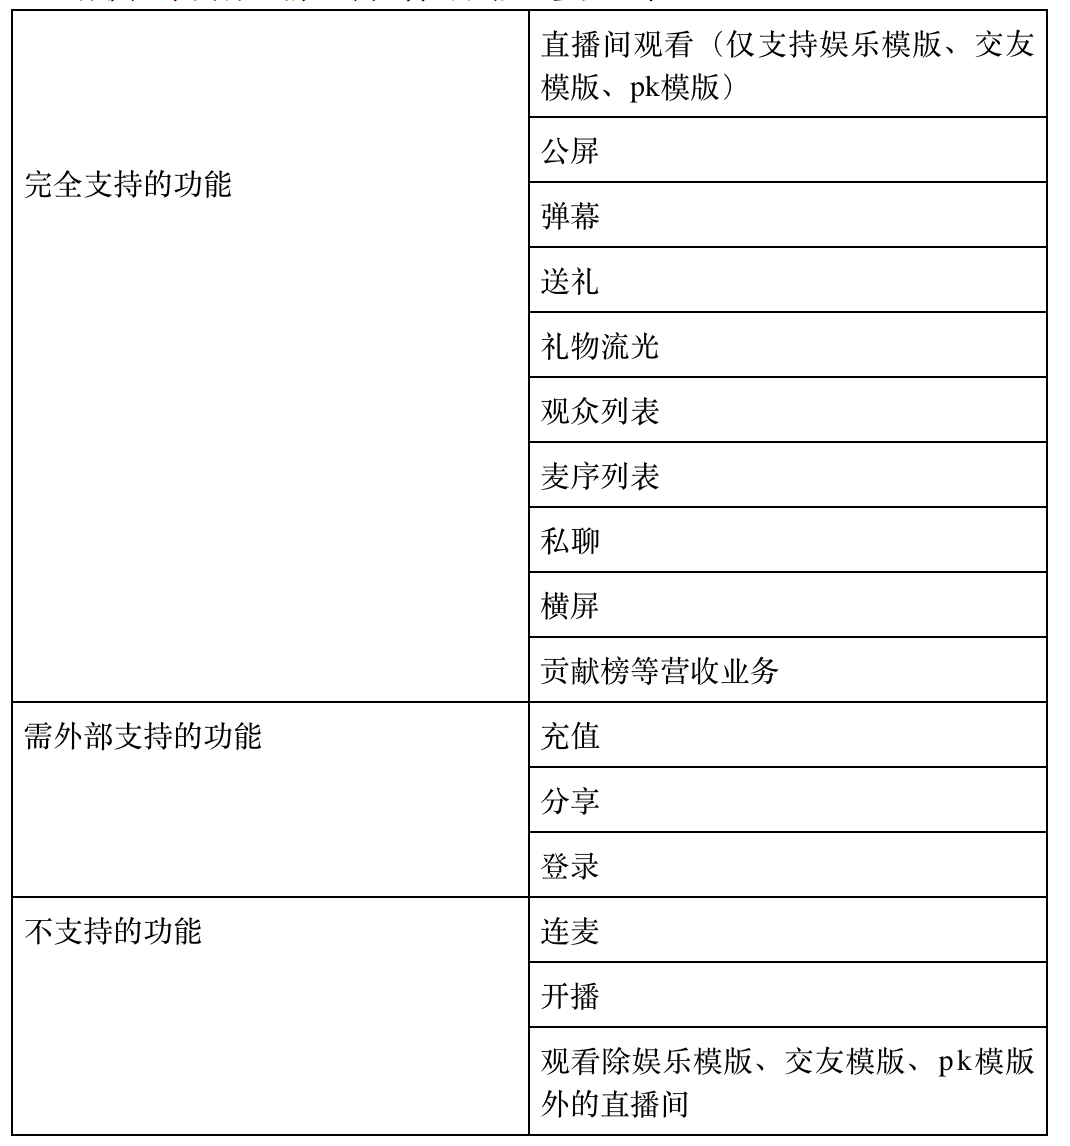 直播间观看（仅支持娱乐模版、交友
模版、pk模版）
完全支持的功能
公屏
弹幕
送礼
礼物流光
观众列表
麦序列表
私聊
横屏
贡献榜等营收业务
需外部支持的功能
充值
分享
登录
不支持的功能
连麦
开播
观看除娱乐模版、交友模版、pk模版
外的直播间